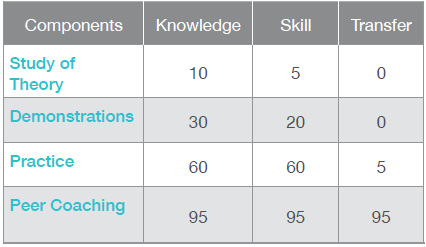 Components Knowledge Skill Transfer
Study of
Theory 10 5 0
Demonstrations 30 20 0
Practice 60 60 5
Peer Coaching 95 95 95